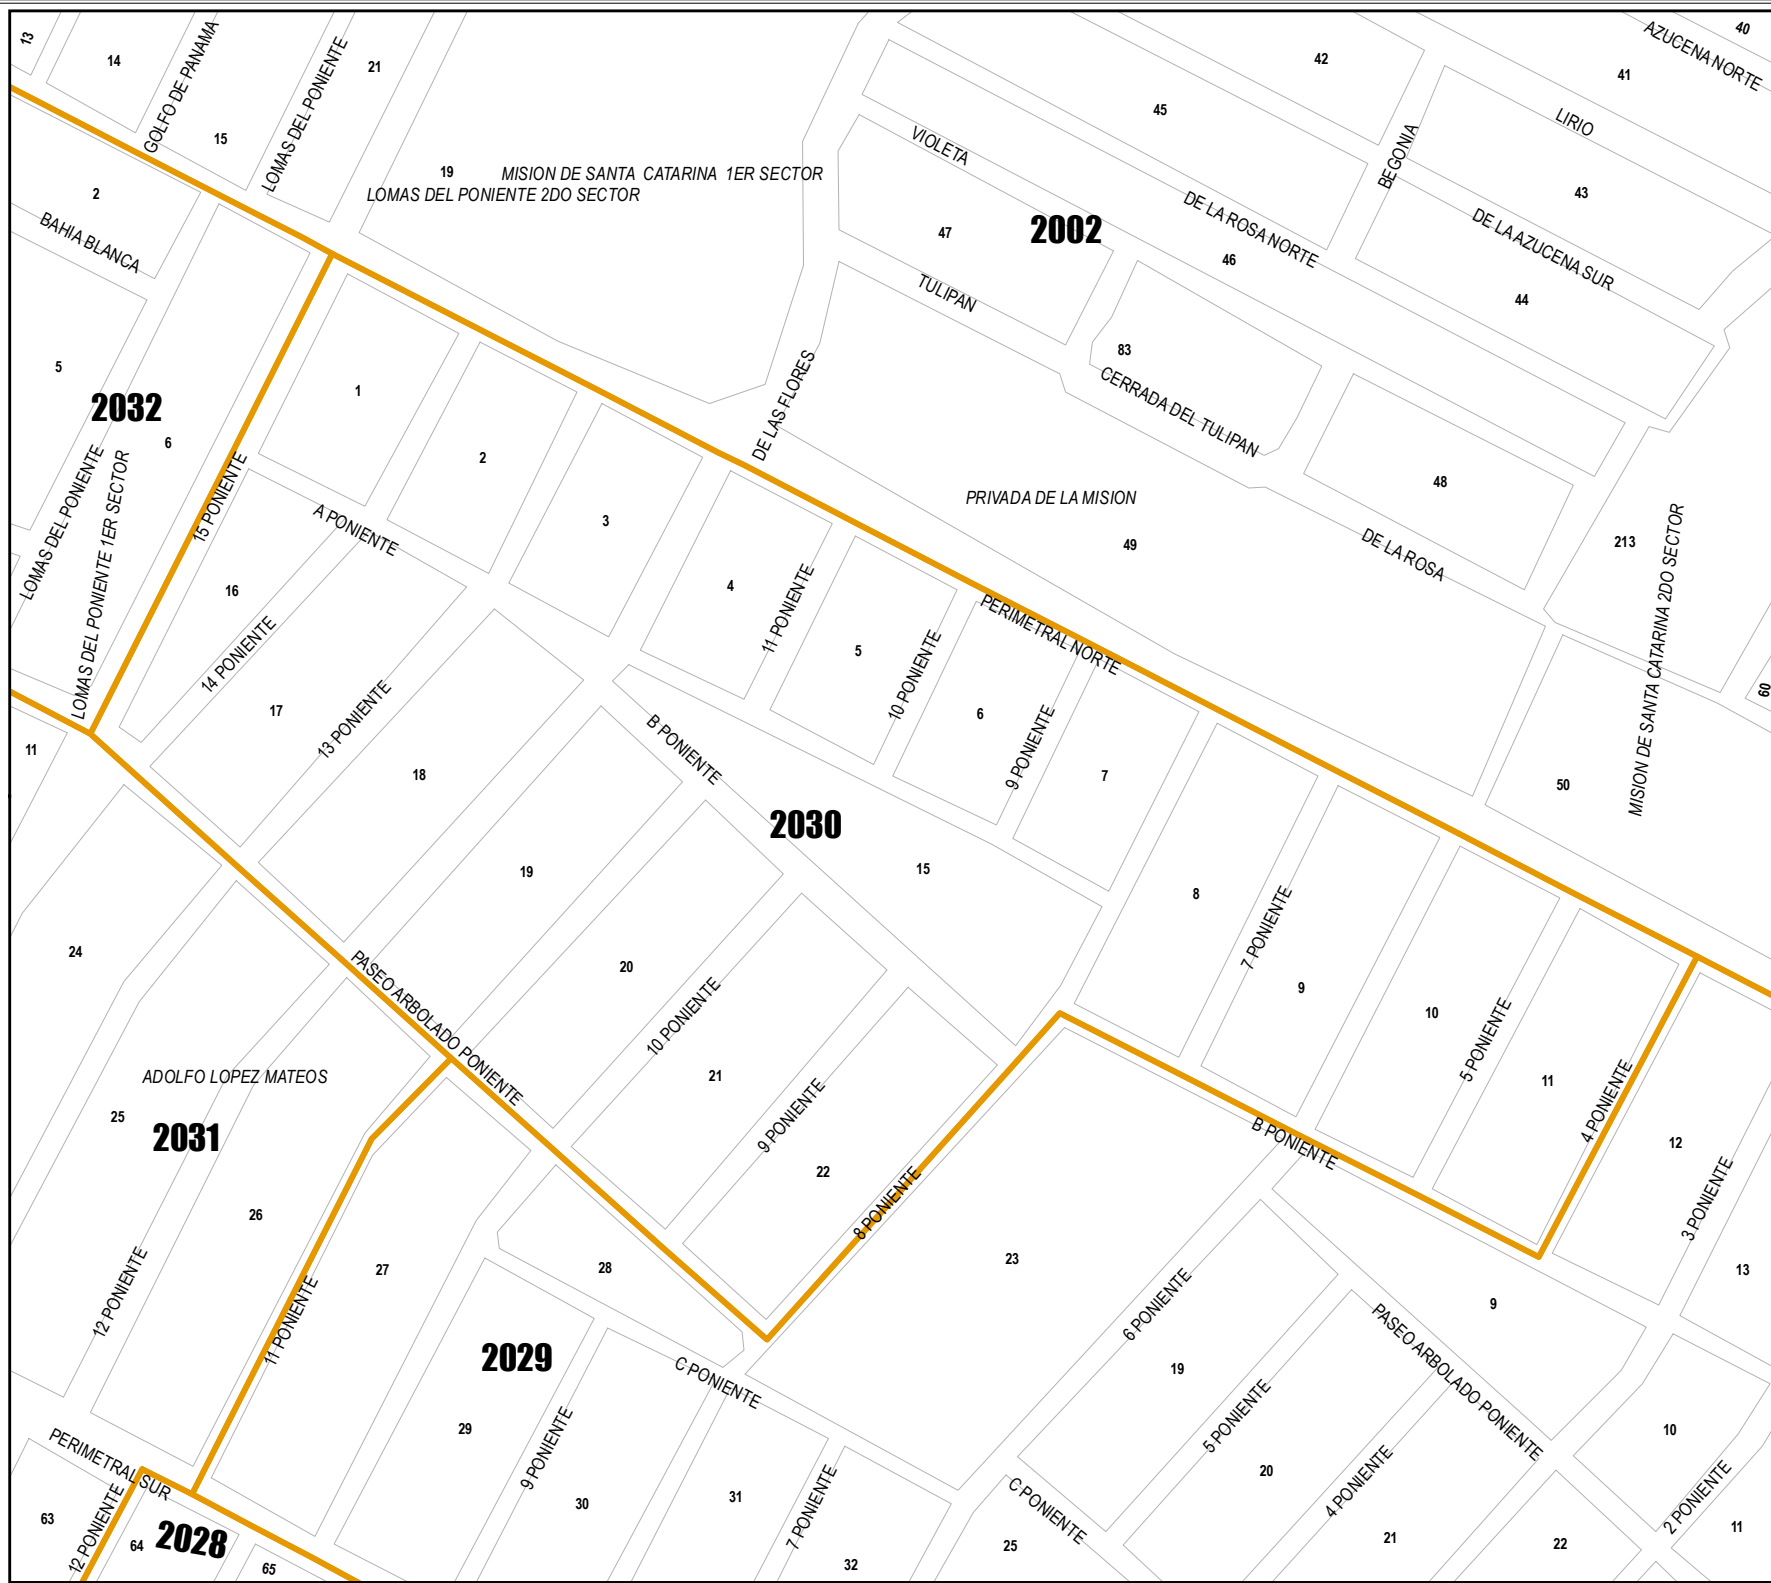 13
14
GOLFO DE PANAMA
15
LOMAS DEL PONIENTE
21
19
MISION DE SANTA CATARINA 1ER SECTOR
LOMAS DEL PONIENTE 2DO SECTOR
42
45
VIOLETA
BEGONIA
AZUCENA NORTE
40
41
LIRIO
43
DE LA ROSA NORTE
DE LA AZUCENA SUR
2002
47
46
44
TULIPAN
83
CERRADA DEL TULIPAN
48
DE LAS FLORES
PRIVADA DE LA MISION
49
DE LA ROSA
213
MISION DE SANTA CATARINA 2DO SECTOR
60
50
2
BAHIA BLANCA
5
2032
6
LOMAS DEL PONIENTE
LOMAS DEL PONIENTE 1ER SECTOR
15 PONIENTE
1
2
3
A PONIENTE
4
11 PONIENTE
5
10 PONIENTE
6
9 PONIENTE
PERIMETRAL NORTE
7
16
14 PONIENTE
17
13 PONIENTE
18
B PONIENTE
2030
15
19
8
7 PONIENTE
9
10
5 PONIENTE
11
4 PONIENTE
12
3 PONIENTE
13
11
24
PASEO ARBOLADO PONIENTE
20
10 PONIENTE
21
9 PONIENTE
22
8 PONIENTE
B PONIENTE
ADOLFO LOPEZ MATEOS
25
2031
26
12 PONIENTE
11 PONIENTE
27
28
23
6 PONIENTE
9
PASEO ARBOLADO PONIENTE
2029
C PONIENTE
19
5 PONIENTE
10
29
9 PONIENTE
30
31
7 PONIENTE
32
C PONIENTE
25
20
4 PONIENTE
21
22
2 PONIENTE
11
PERIMETRAL SUR
63
12 PONIENTE
64
2028
65